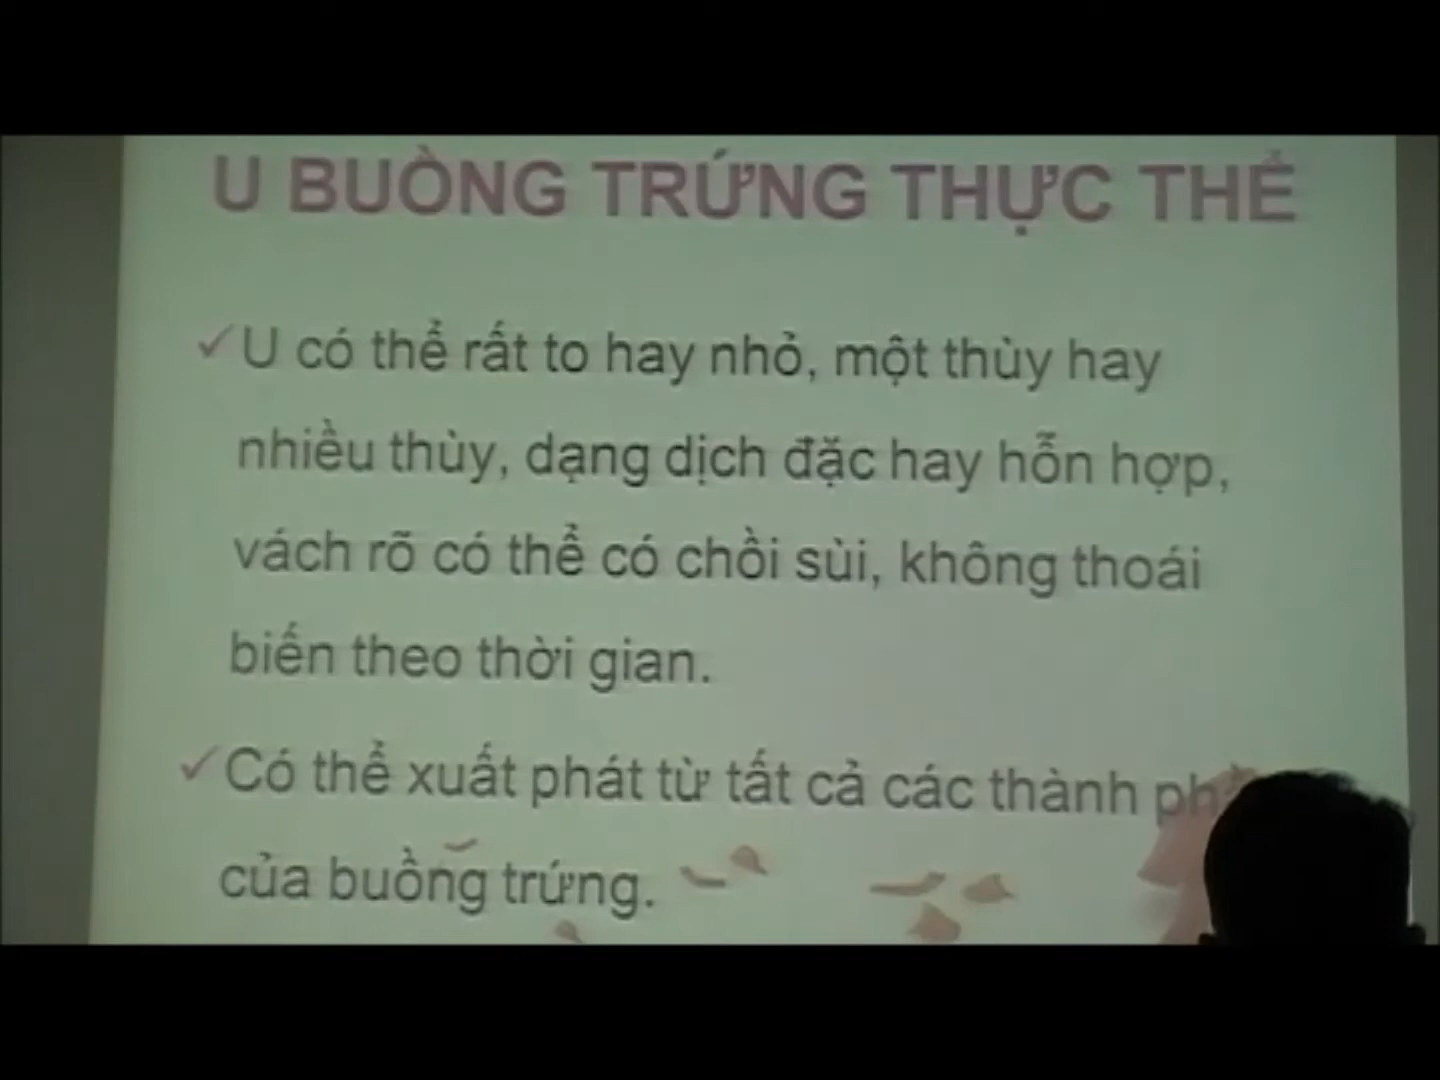 U BUỒNG TRỨNG THỰC THỂ
U có thể rất to hay nhỏ, một thùy hay
nhiều thùy, dạng dịch đặc hay hỗn hợp,
vách rõ có thể có chồi sùi, không thoái
biến theo thời gian.
Có thể xuất phát từ tất cả các thành
của buồng trứng.